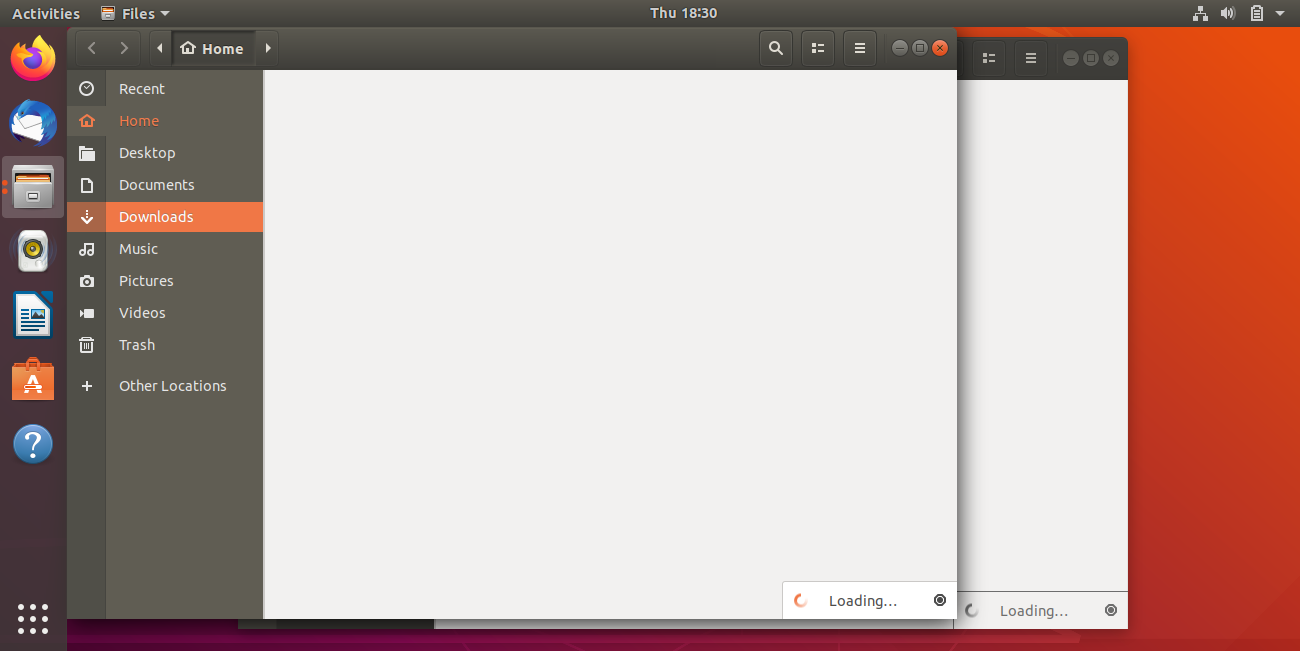 Activities
Files
Thu 18:30
Home
Recent
Home
Desktop
Documents
Downloads
Music
Pictures
Videos
Trash
Other Locations
Loading…
Loading…